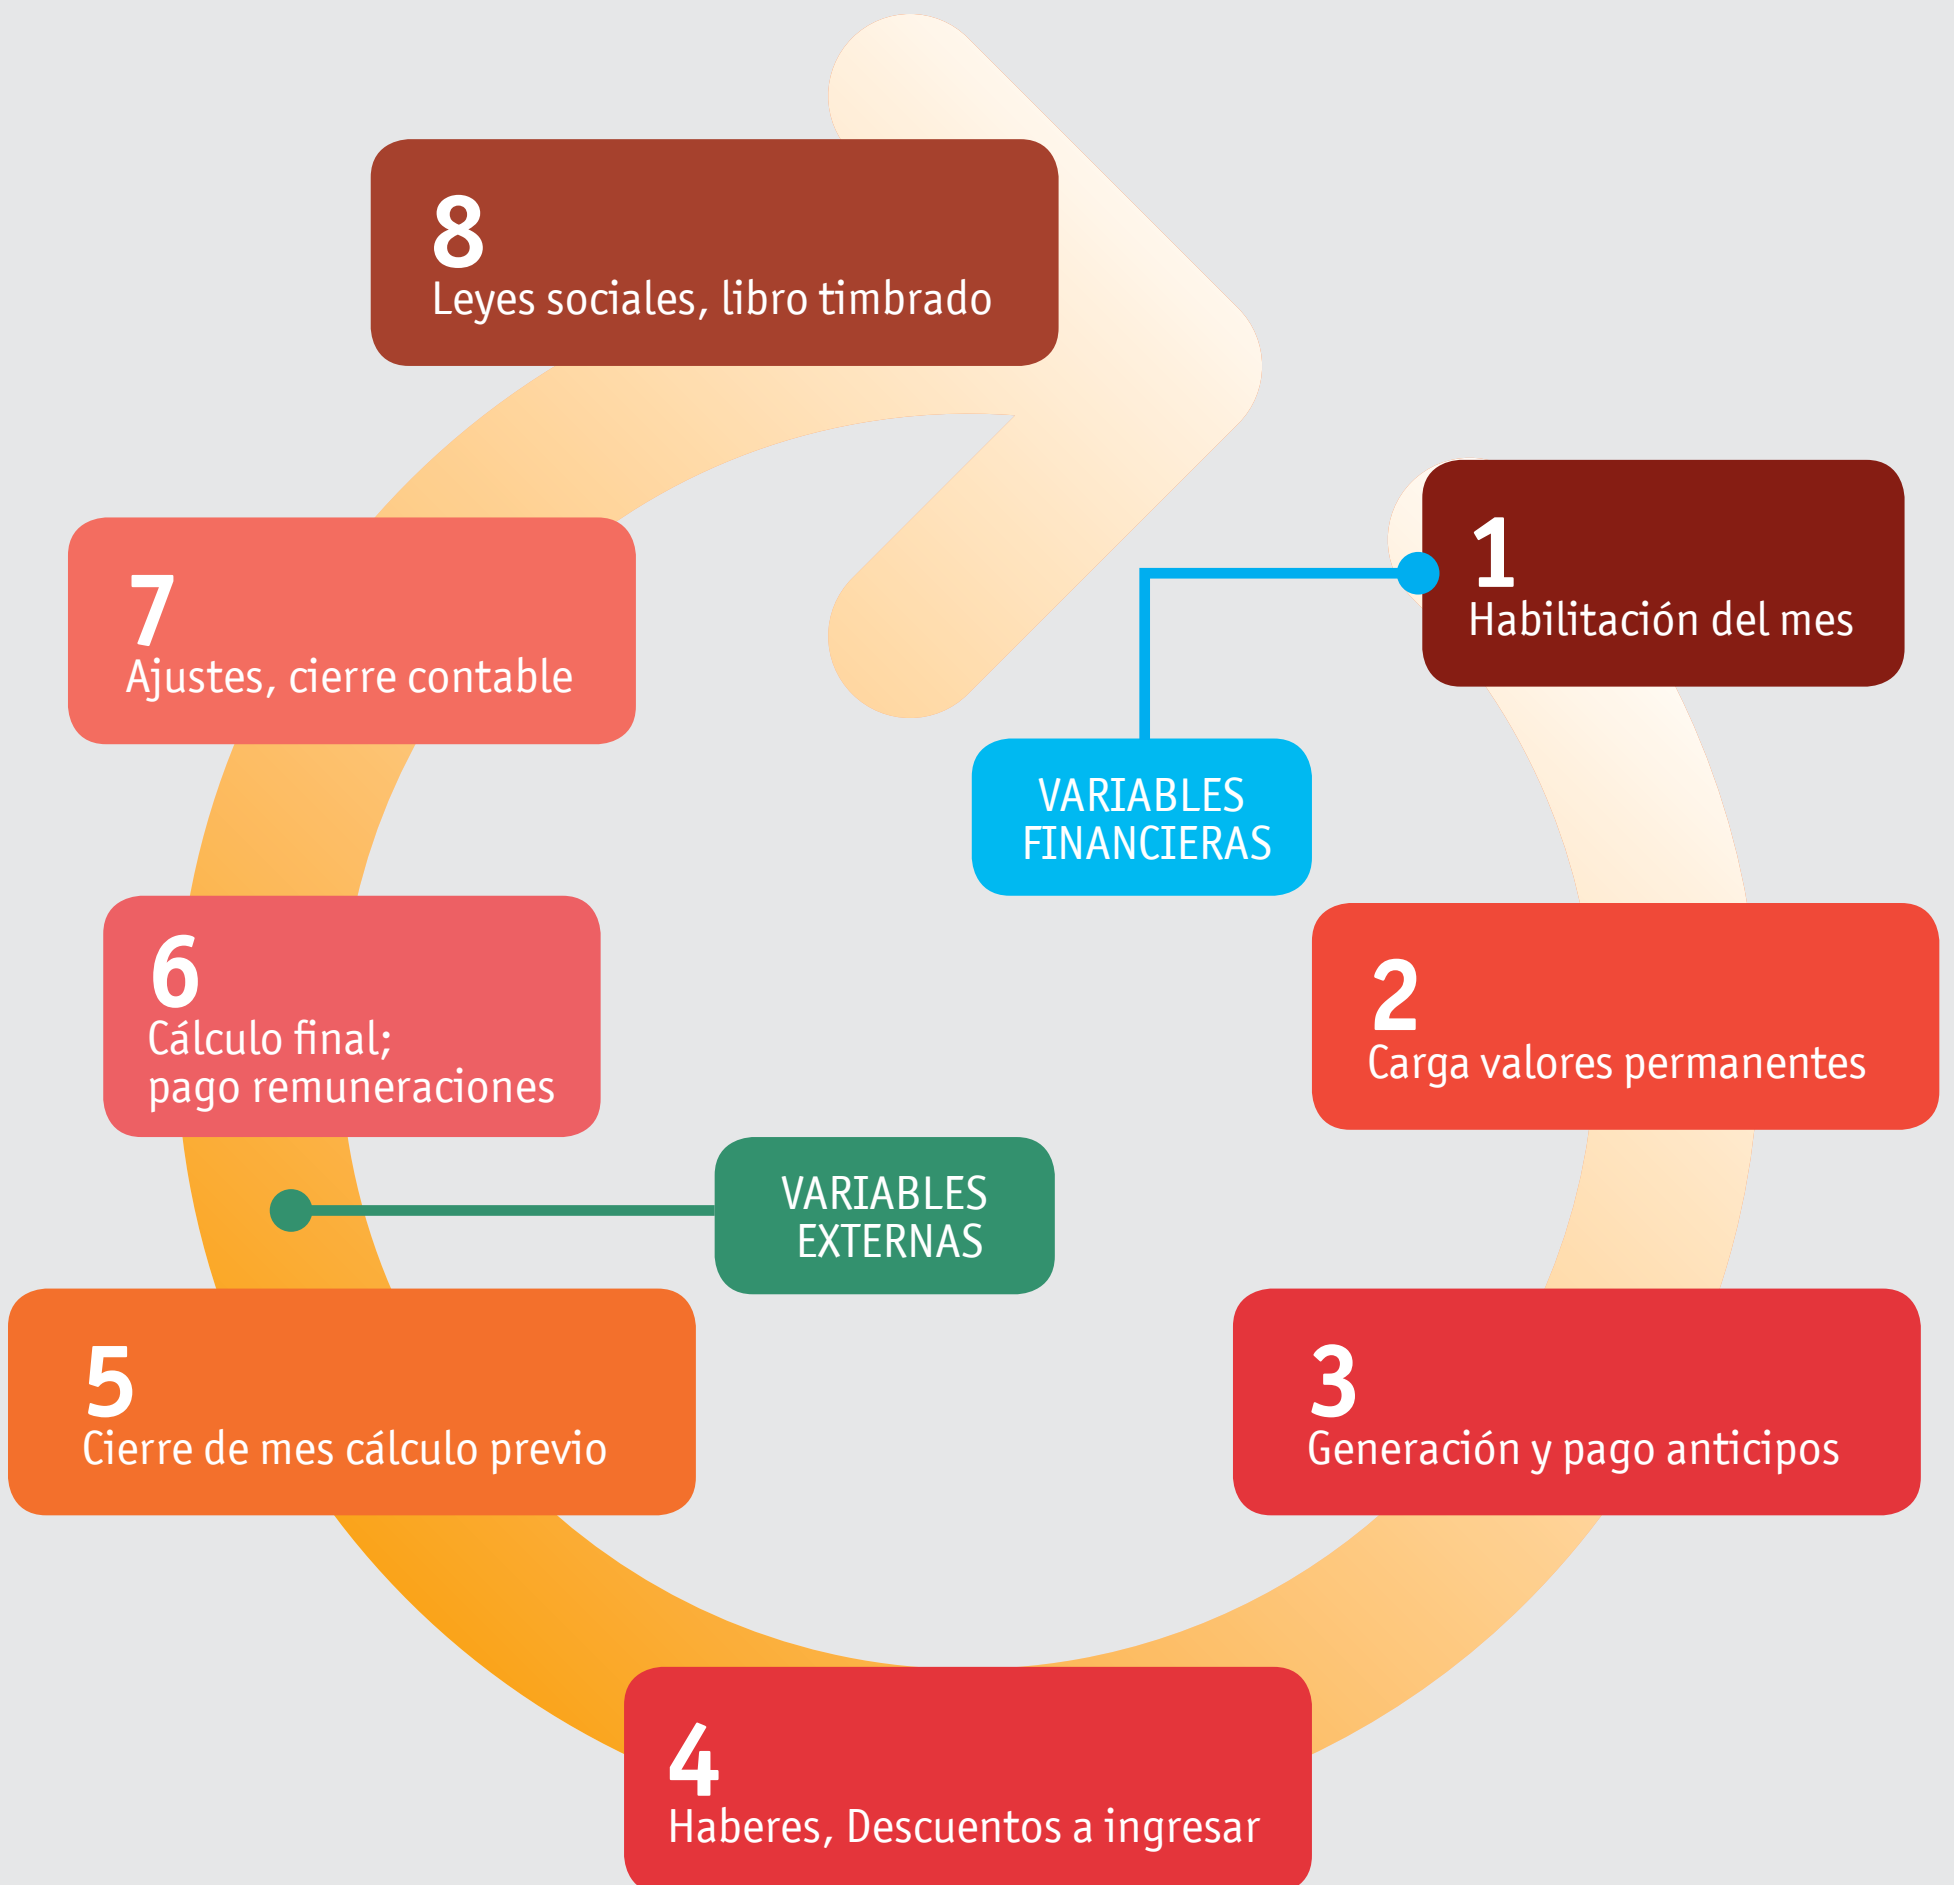 8
Leyes sociales, libro timbrado
1
Habilitación del mes
7
Ajustes, cierre contable
VARIABLES
FINANCIERAS
6
Cálculo final;
pago remuneraciones
2
Carga valores permanentes
VARIABLES
EXTERNAS
5
Cierre de mes cálculo previo
3
Generación y pago anticipos
4
Haberes, Descuentos a ingresar